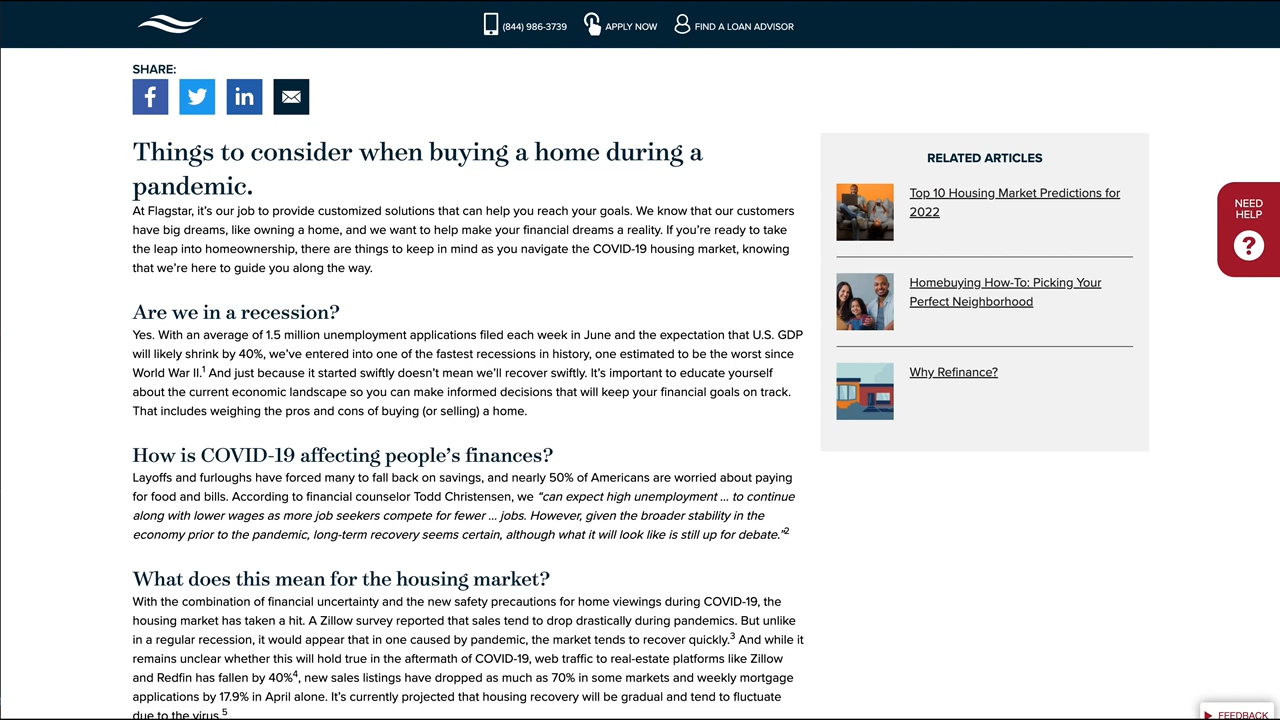 (844) 986-3739
APPLY NOW
FIND A LOAN ADVISOR
SHARE:
Things to consider when buying a home during a
pandemic.
At Flagstar, it’s our job to provide customized solutions that can help you reach your goals. We know that our customers
have big dreams, like owning a home, and we want to help make your financial dreams a reality. If you’re ready to take
the leap into homeownership, there are things to keep in mind as you navigate the COVID-19 housing market, knowing
that we’re here to guide you along the way.
Are we in a recession?
Yes. With an average of 1.5 million unemployment applications filed each week in June and the expectation that U.S. GDP
will likely shrink by 40%, we’ve entered into one of the fastest recessions in history, one estimated to be the worst since
World War II.1 And just because it started swiftly doesn’t mean we’ll recover swiftly. It’s important to educate yourself
about the current economic landscape so you can make informed decisions that will keep your financial goals on track.
That includes weighing the pros and cons of buying (or selling) a home.
How is COVID-19 affecting people’s finances?
Layoffs and furloughs have forced many to fall back on savings, and nearly 50% of Americans are worried about paying
for food and bills. According to financial counselor Todd Christensen, we “can expect high unemployment ... to continue
along with lower wages as more job seekers compete for fewer ... jobs. However, given the broader stability in the
economy prior to the pandemic, long-term recovery seems certain, although what it will look like is still up for debate.”2
What does this mean for the housing market?
With the combination of financial uncertainty and the new safety precautions for home viewings during COVID-19, the
housing market has taken a hit. A Zillow survey reported that sales tend to drop drastically during pandemics. But unlike
in a regular recession, it would appear that in one caused by pandemic, the market tends to recover quickly.3 And while it
remains unclear whether this will hold true in the aftermath of COVID-19, web traffic to real-estate platforms like Zillow
and Redfin has fallen by 40%4, new sales listings have dropped as much as 70% in some markets and weekly mortgage
applications by 17.9% in April alone. It’s currently projected that housing recovery will be gradual and tend to fluctuate
due to the virus.5
RELATED ARTICLES
Top 10 Housing Market Predictions for
2022
Homebuying How-To: Picking Your
Perfect Neighborhood
Why Refinance?
NEED
HELP
?
FEEDBACK